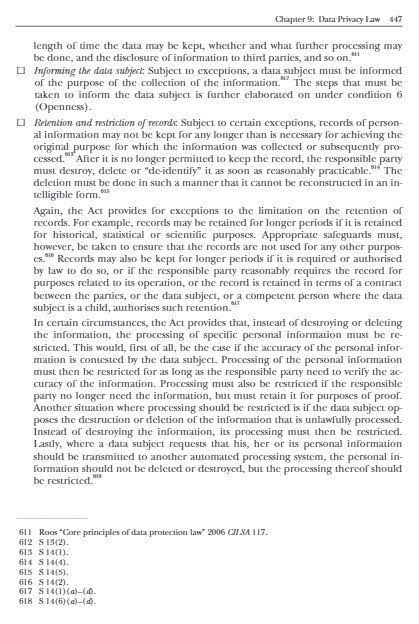 Chapter 9: Data Privacy Law 447
length of time the data may be kept, whether and what further processing may
be done, and the disclosure of information to third parties, and so on.611
☐ Informing the data subject: Subject to exceptions, a data subject must be informed
of the purpose of the collection of the information.612 The steps that must be
taken to inform the data subject is further elaborated on under condition 6
(Openness).
☐ Retention and restriction of records: Subject to certain exceptions, records of person-
al information may not be kept for any longer than is necessary for achieving the
original purpose for which the information was collected or subsequently pro-
cessed.613 After it is no longer permitted to keep the record, the responsible party
must destroy, delete or “de-identify” it as soon as reasonably practicable.614 The
deletion must be done in such a manner that it cannot be reconstructed in an in-
telligible form.615
Again, the Act provides for exceptions to the limitation on the retention of
records. For example, records may be retained for longer periods if it is retained
for historical, statistical or scientific purposes. Appropriate safeguards must,
however, be taken to ensure that the records are not used for any other purpos-
es.616 Records may also be kept for longer periods if it is required or authorised
by law to do so, or if the responsible party reasonably requires the record for
purposes related to its operation, or the record is retained in terms of a contract
between the parties, or the data subject, or a competent person where the data
subject is a child, authorises such retention.617
In certain circumstances, the Act provides that, instead of destroying or deleting
the information, the processing of specific personal information must be re-
stricted. This would, first of all, be the case if the accuracy of the personal infor-
mation is contested by the data subject. Processing of the personal information
must then be restricted for as long as the responsible party need to verify the ac-
curacy of the information. Processing must also be restricted if the responsible
party no longer need the information, but must retain it for purposes of proof.
Another situation where processing should be restricted is if the data subject op-
poses the destruction or deletion of the information that is unlawfully processed.
Instead of destroying the information, its processing must then be restricted.
Lastly, where a data subject requests that his, her or its personal information
should be transmitted to another automated processing system, the personal in-
formation should not be deleted or destroyed, but the processing thereof should
be restricted.618
611 Roos “Core principles of data protection law” 2006 CILSA 117.
612 S 13(2).
613 S 14(1).
614 S 14(4).
615 S 14(5).
616 S 14(2).
617 S 14(1)(a)–(d).
618 S 14(6)(a)–(d).